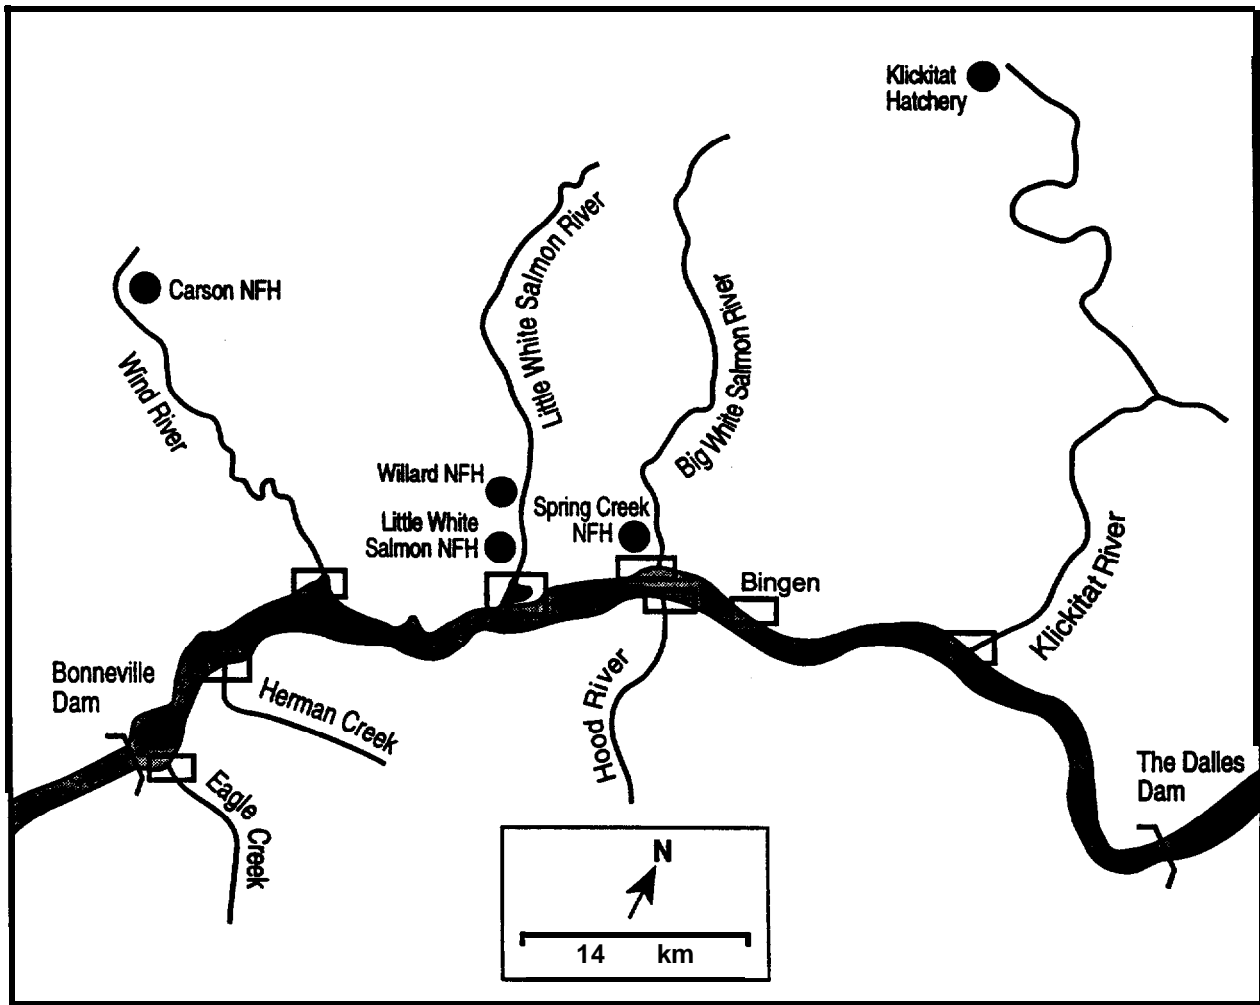 Klickitat
Hatchery
Carson NFH
Wind River
Little White Salmon River
Big White Salmon River
Willard NFH
Little White
Salmon NFH
Spring Creek
NFH
Bingen
Klickitat River
Bonneville
Dam
Herman Creek
Hood River
Eagle Creek
The Dalles
Dam
N
14 km